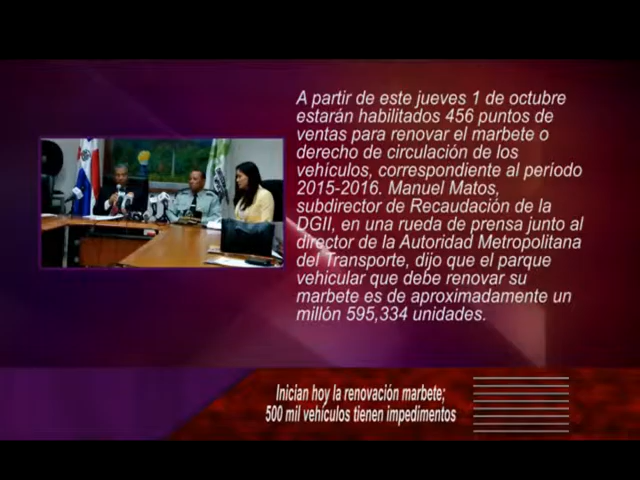 A partir de este jueves 1 de octubre
estarán habilitados 456 puntos de
ventas para renovar el marbete o
derecho de circulación de los
vehículos, correspondiente al período
2015-2016. Manuel Matos,
subdirector de Recaudación de la
DGII, en una rueda de prensa junto al
director de la Autoridad Metropolitana
del Transporte, dijo que el parque
vehicular que debe renovar su
marbete es de aproximadamente un
millón 595,334 unidades.
Inician hoy la renovación marbete;
500 mil vehículos tienen impedimentos